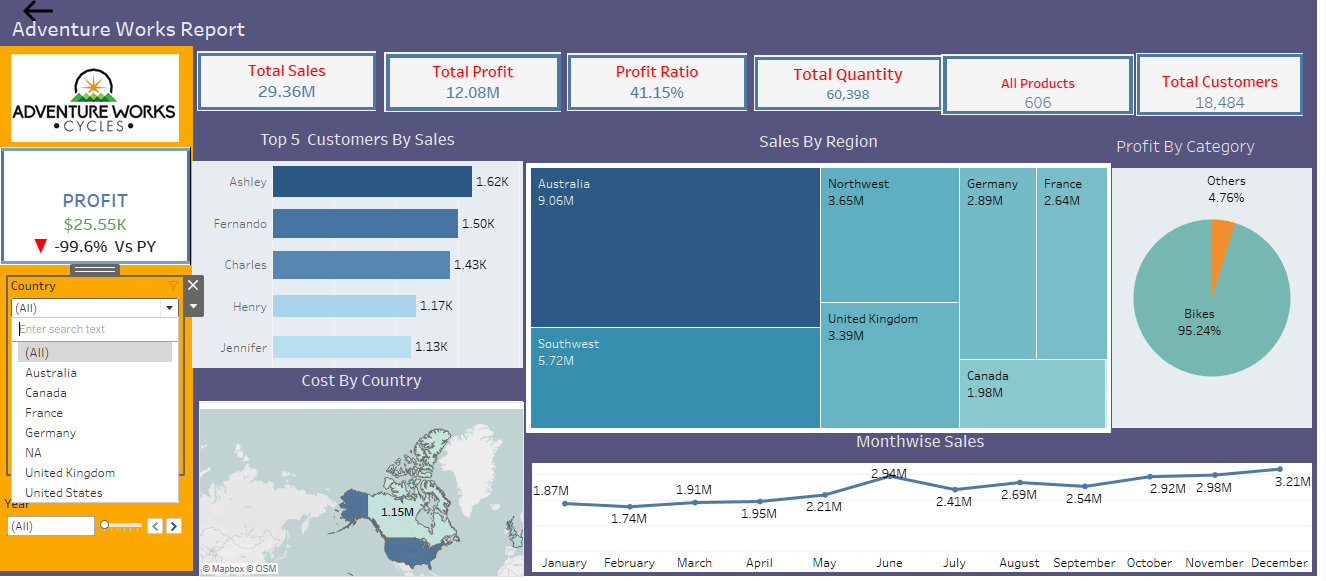 Adventure Works Report
ADVENTURE WORKS
• CYCLES •
Total Sales
29.36M
Total Profit
12.08M
Profit Ratio
41.15%
Total Quantity
60,398
All Products
606
Total Customers
18,484
PROFIT
$25.55K
-99.6% Vs PY
Country
(All)
Enter search text
(All)
Australia
Canada
France
Germany
NA
United Kingdom
United States
Year
(All)
Top 5 Customers By Sales
Ashley 1.62K
Fernando 1.50K
Charles 1.43K
Henry 1.17K
Jennifer 1.13K
Cost By Country
1.15M
© Mapbox © OSM
Sales By Region
Australia
9.06M
Southwest
5.72M
Northwest
3.65M
United Kingdom
3.39M
Germany
2.89M
France
2.64M
Canada
1.98M
Profit By Category
Others
4.76%
Bikes
95.24%
Monthwise Sales
1.87M
1.74M
1.91M
1.95M
2.21M
2.94M
2.41M
2.69M
2.54M
2.92M
2.98M
3.21M
January February March April May June July August September October November December